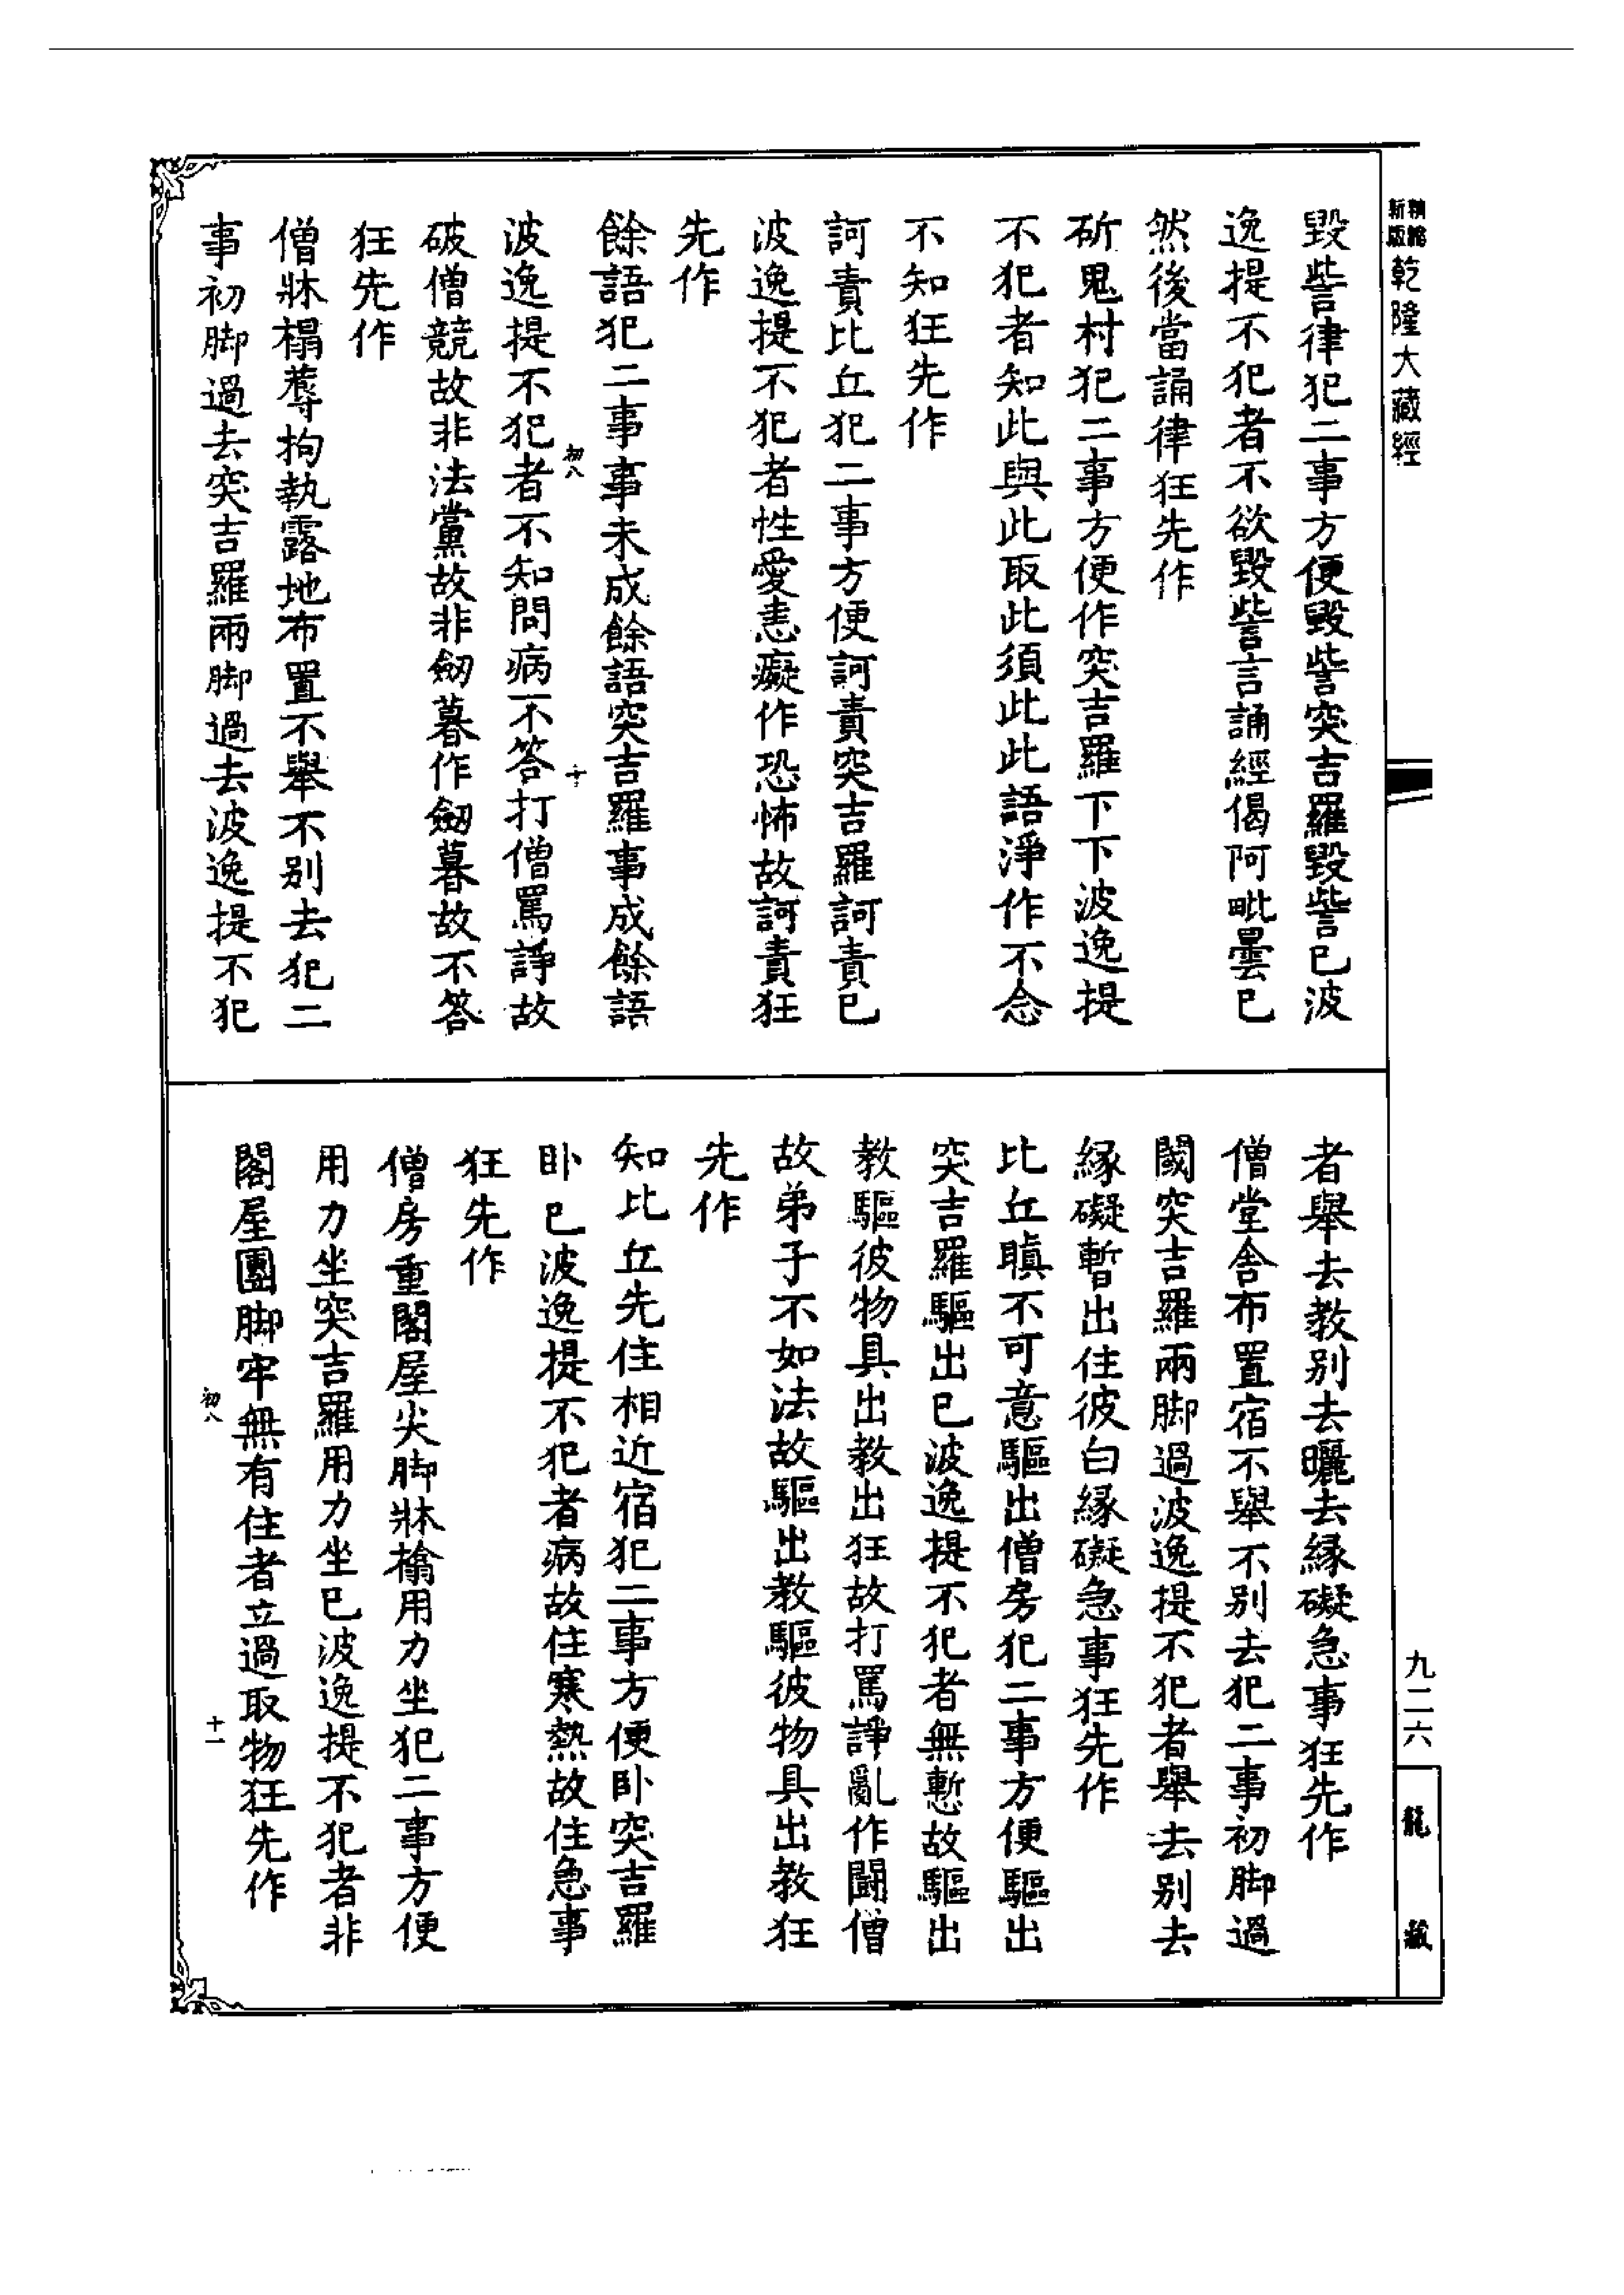 精縮
新版
乾隆大藏經
毀訾律犯二事方便毀訾突吉羅毀訾已波
逸提不犯者不欲毀訾言誦經偈阿毗曇已
然後當誦律狂先作
斫鬼村犯二事方便作突吉羅下下波逸提
不犯者知此與此取此須此此語淨作不念
不知狂先作
訶責比丘犯二事方便訶責突吉羅訶責已
波逸提不犯者性愛恚癡作恐怖故訶責狂
先作
餘語犯二事事未成餘語突吉羅事成餘語
初八
十
波逸提不犯者不知問病不答打僧罵諍故
破僧競故非法黨故非劒暮作劒暮故不答
狂先作
僧牀榻蓐拘執露地布置不舉不别去犯二
事初脚過去突吉羅兩脚過去波逸提不犯
者舉去教别去曬去緣礙急事狂先作
僧堂舍布置宿不舉不别去犯二事初脚過
閾突吉羅兩脚過波逸提不犯者舉去别去
緣礙暫出住彼白緣礙急事狂先作
比丘瞋不可意驅出僧房犯二事方便驅出
突吉羅驅出已波逸提不犯者無慙故驅出
教驅彼物具出教出狂故打罵諍亂作鬪僧
故弟子不如法故驅出教驅彼物具出教狂
先作
知比丘先住相近宿犯二事方便卧突吉羅
卧已波逸提不犯者病故住寒熱故住急事
狂先作
僧房重閣屋尖脚牀㯓用力坐犯二事方便
用力坐突吉羅用力坐已波逸提不犯者非
閣屋團脚牢無有住者立過取物狂先作
初八
十一
九二六
龍藏